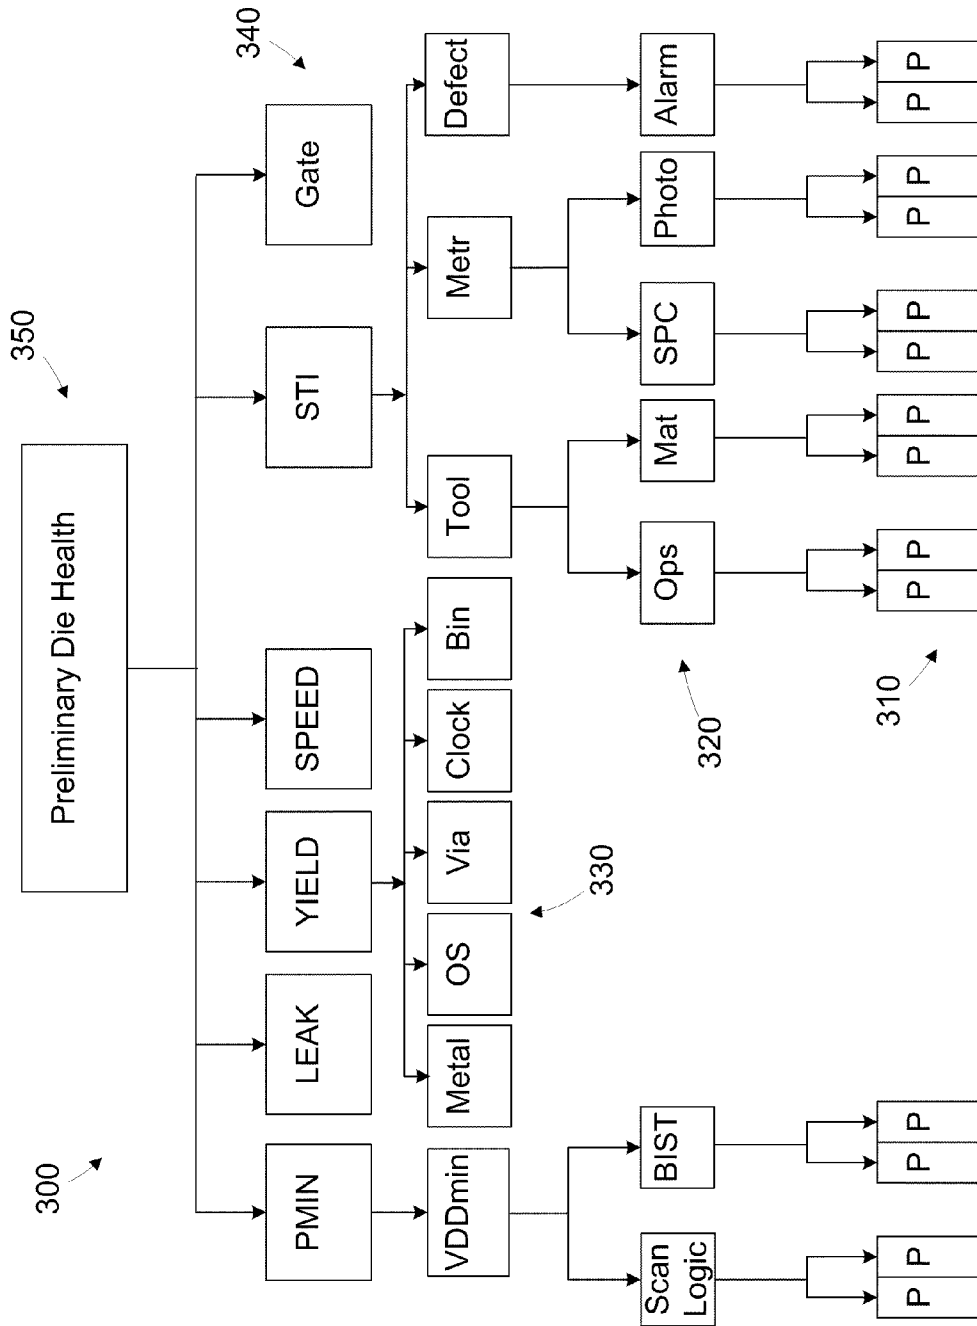 350
Preliminary Die Health
300
340
PMIN
LEAK
YIELD
SPEED
STI
Gate
VDDmin
Metal
OS
Via
Clock
Bin
Tool
Metr
Defect
330
320
Scan
Logic
BIST
Ops
Mat
SPC
Photo
Alarm
310
P
P
P
P
P
P
P
P
P
P
P
P
P
P